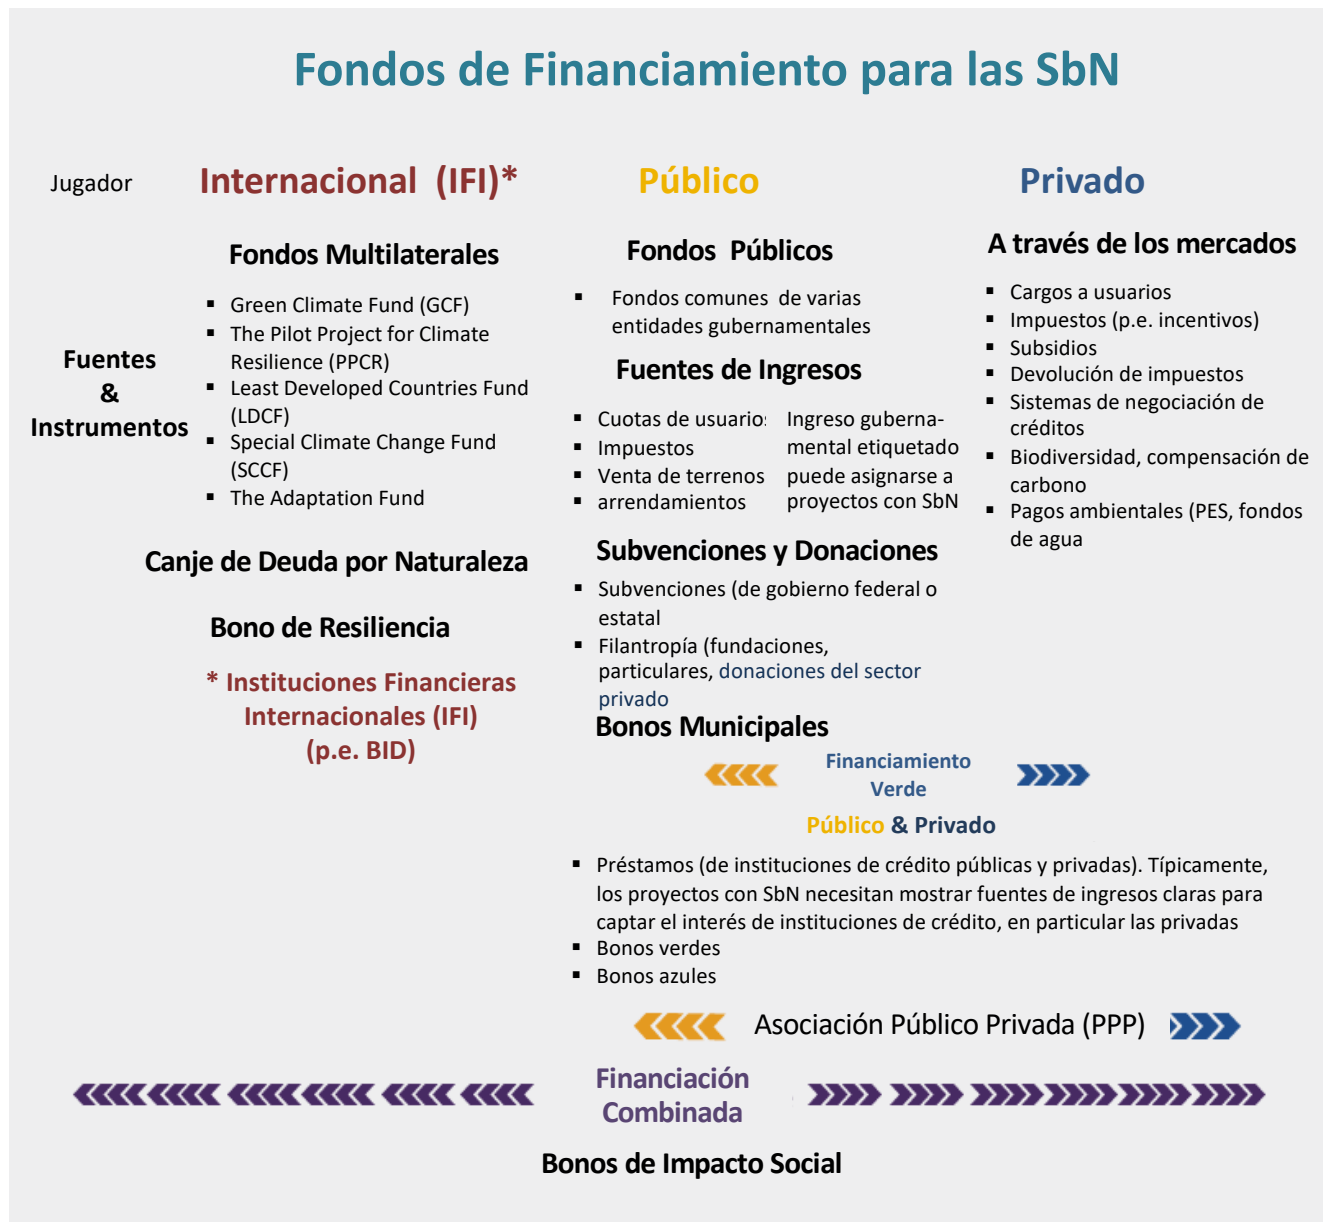 Fondos de Financiamiento para las SbN
Jugador
Internacional (IFI)*
Público
Privado
Fuentes
&
Instrumentos
Fondos Multilaterales
▪ Green Climate Fund (GCF)
▪ The Pilot Project for Climate
Resilience (PPCR)
▪ Least Developed Countries Fund
(LDCF)
▪ Special Climate Change Fund
(SCCF)
▪ The Adaptation Fund
Canje de Deuda por Naturaleza
Bono de Resiliencia
* Instituciones Financieras
Internacionales (IFI)
(p.e. BID)
Fondos Públicos
▪ Fondos comunes de varias
entidades gubernamentales
Fuentes de Ingresos
▪ Cuotas de usuario
▪ Impuestos
▪ Venta de terrenos
▪ arrendamientos
Ingreso guberna-
mental etiquetado
puede asignarse a
proyectos con SbN
Subvenciones y Donaciones
▪ Subvenciones (de gobierno federal o
estatal
▪ Filantropía (fundaciones,
particulares, donaciones del sector
privado
Bonos Municipales
A través de los mercados
▪ Cargos a usuarios
▪ Impuestos (p.e. incentivos)
▪ Subsidios
▪ Devolución de impuestos
▪ Sistemas de negociación de
créditos
▪ Biodiversidad, compensación de
carbono
▪ Pagos ambientales (PES, fondos
de agua
Financiamiento
Verde
Público & Privado
▪ Préstamos (de instituciones de crédito públicas y privadas). Típicamente,
los proyectos con SbN necesitan mostrar fuentes de ingresos claras para
captar el interés de instituciones de crédito, en particular las privadas
▪ Bonos verdes
▪ Bonos azules
Asociación Público Privada (PPP)
Financiación
Combinada
Bonos de Impacto Social